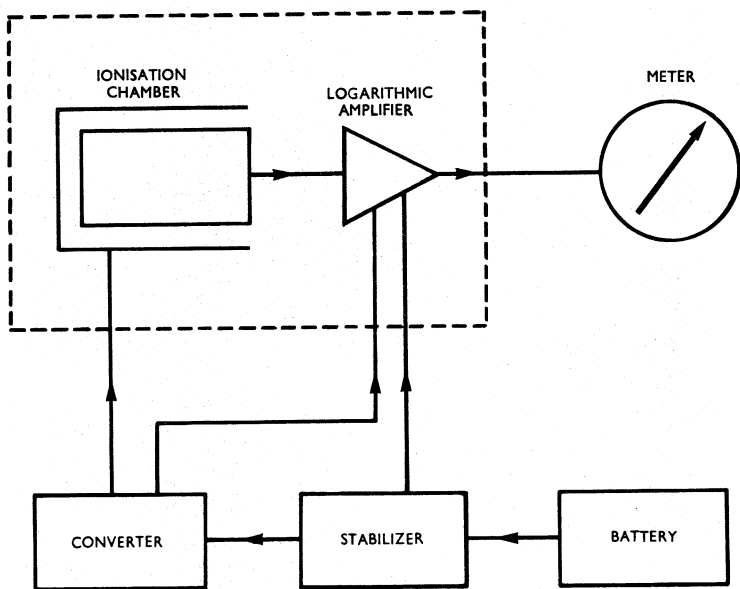 IONISATION
CHAMBER
LOGARITHMIC
AMPLIFIER
METER
CONVERTER
STABILIZER
BATTERY